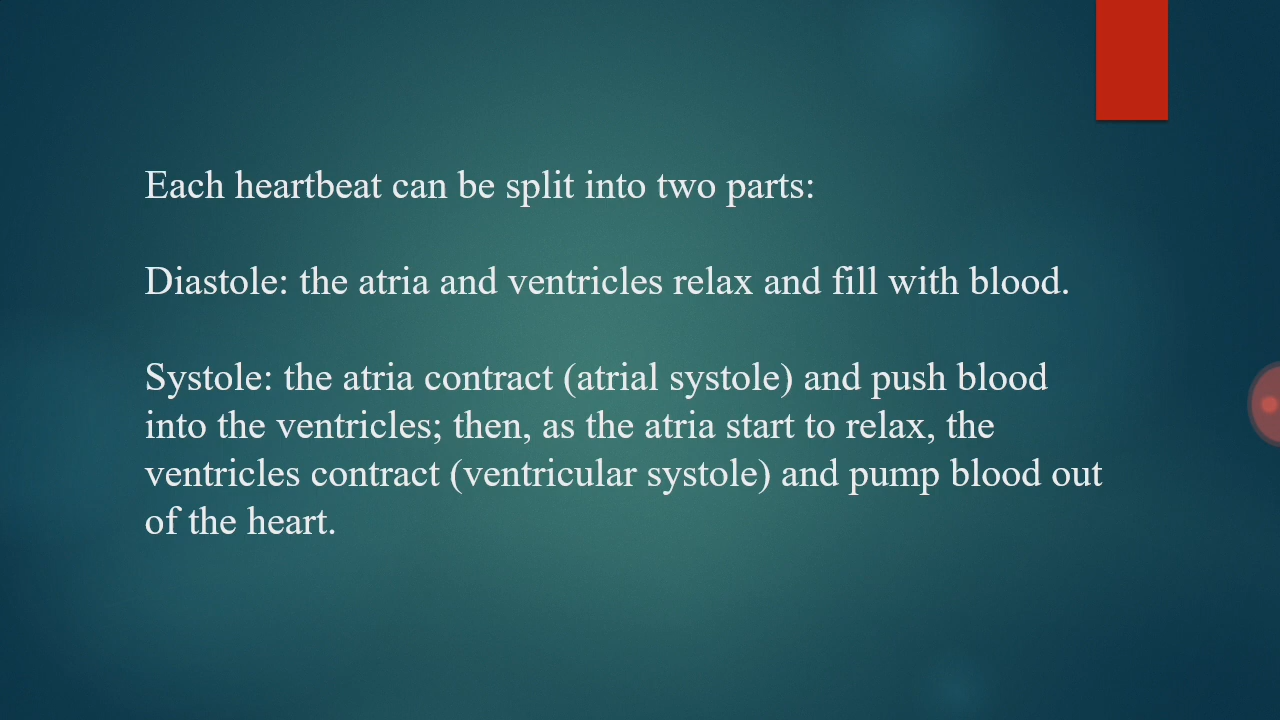 Each heartbeat can be split into two parts:
Diastole: the atria and ventricles relax and fill with blood.
Systole: the atria contract (atrial systole) and push blood
into the ventricles; then, as the atria start to relax, the
ventricles contract (ventricular systole) and pump blood out
of the heart.